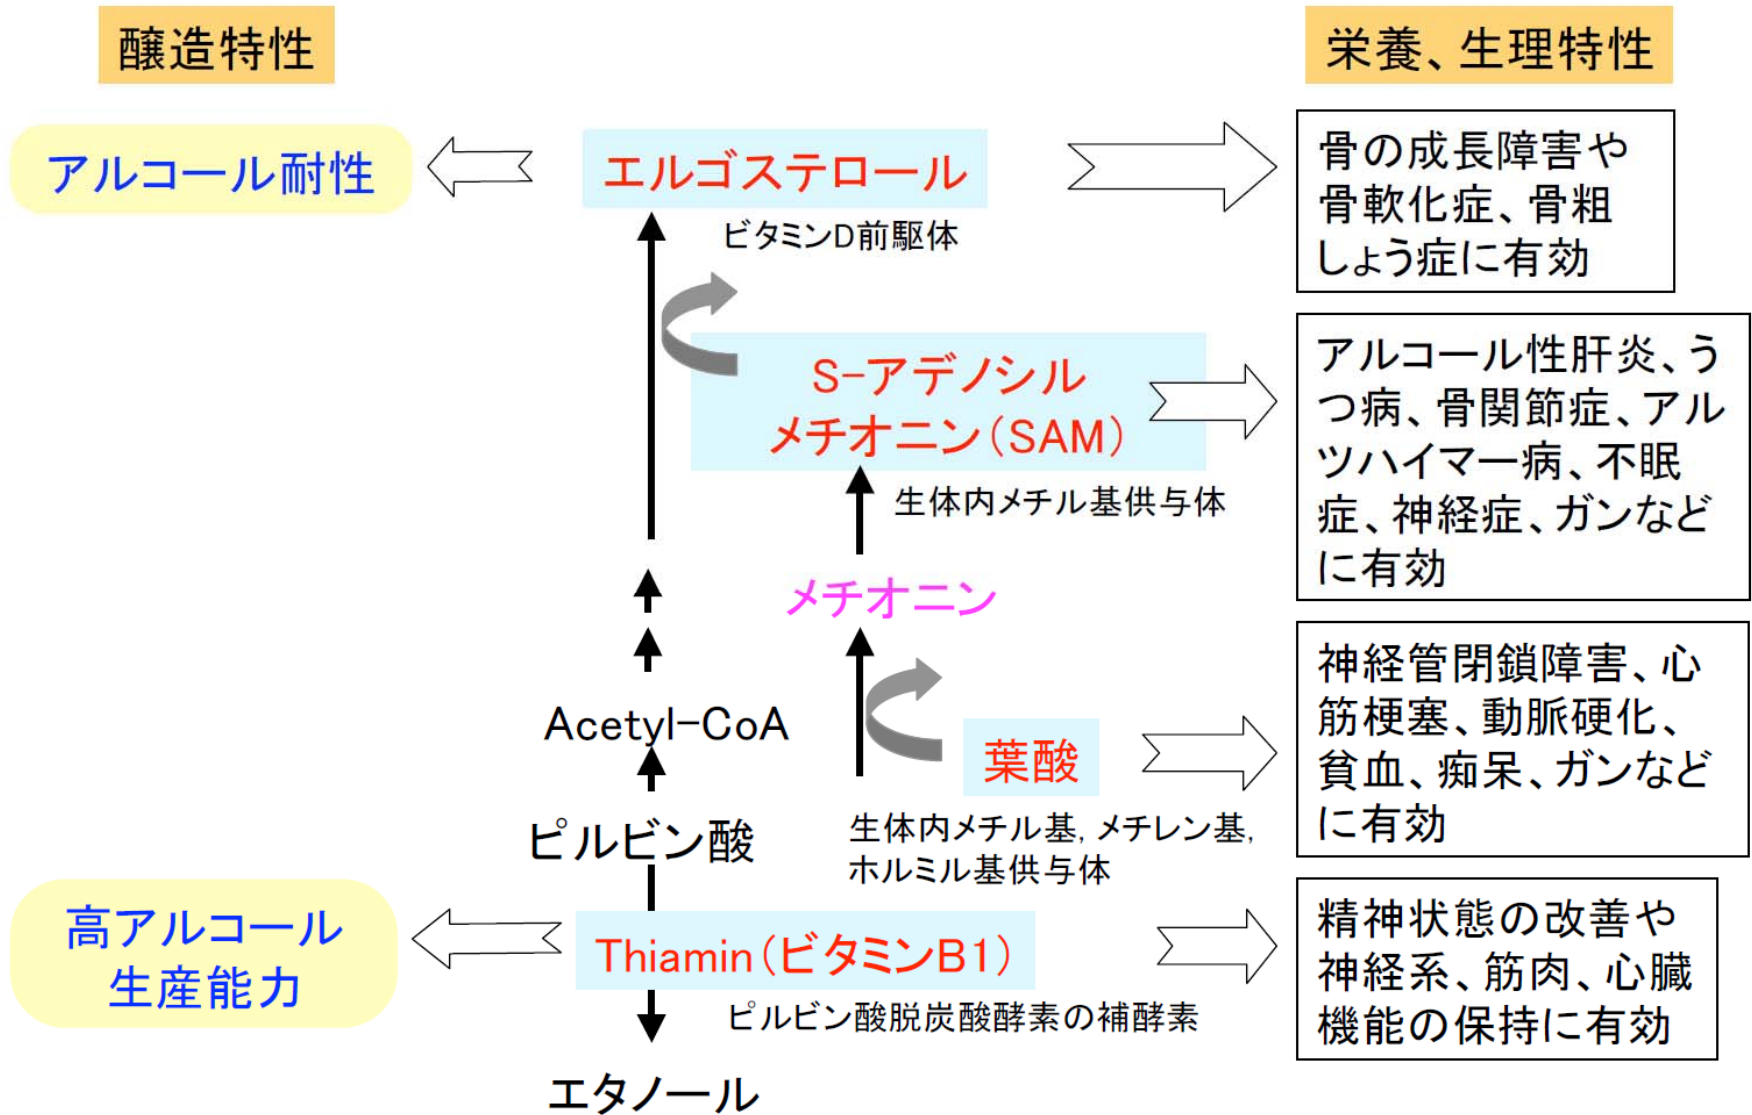 醸造特性
栄養、生理特性
アルコール耐性
エルゴステロール
ビタミンD前駆体
骨の成長障害や
骨軟化症、骨粗
しょう症に有効
S-アデノシル
メチオニン(SAM)
生体内メチル基供与体
アルコール性肝炎、う
つ病、骨関節症、アル
ツハイマー病、不眠
症、神経症、ガンなど
に有効
メチオニン
Acetyl-CoA
ピルビン酸
葉酸
生体内メチル基, メチレン基,
ホルミル基供与体
神経管閉鎖障害、心
筋梗塞、動脈硬化、
貧血、痴呆、ガンなど
に有効
高アルコール
生産能力
Thiamin(ビタミンB1)
ピルビン酸脱炭酸酵素の補酵素
精神状態の改善や
神経系、筋肉、心臓
機能の保持に有効
エタノール